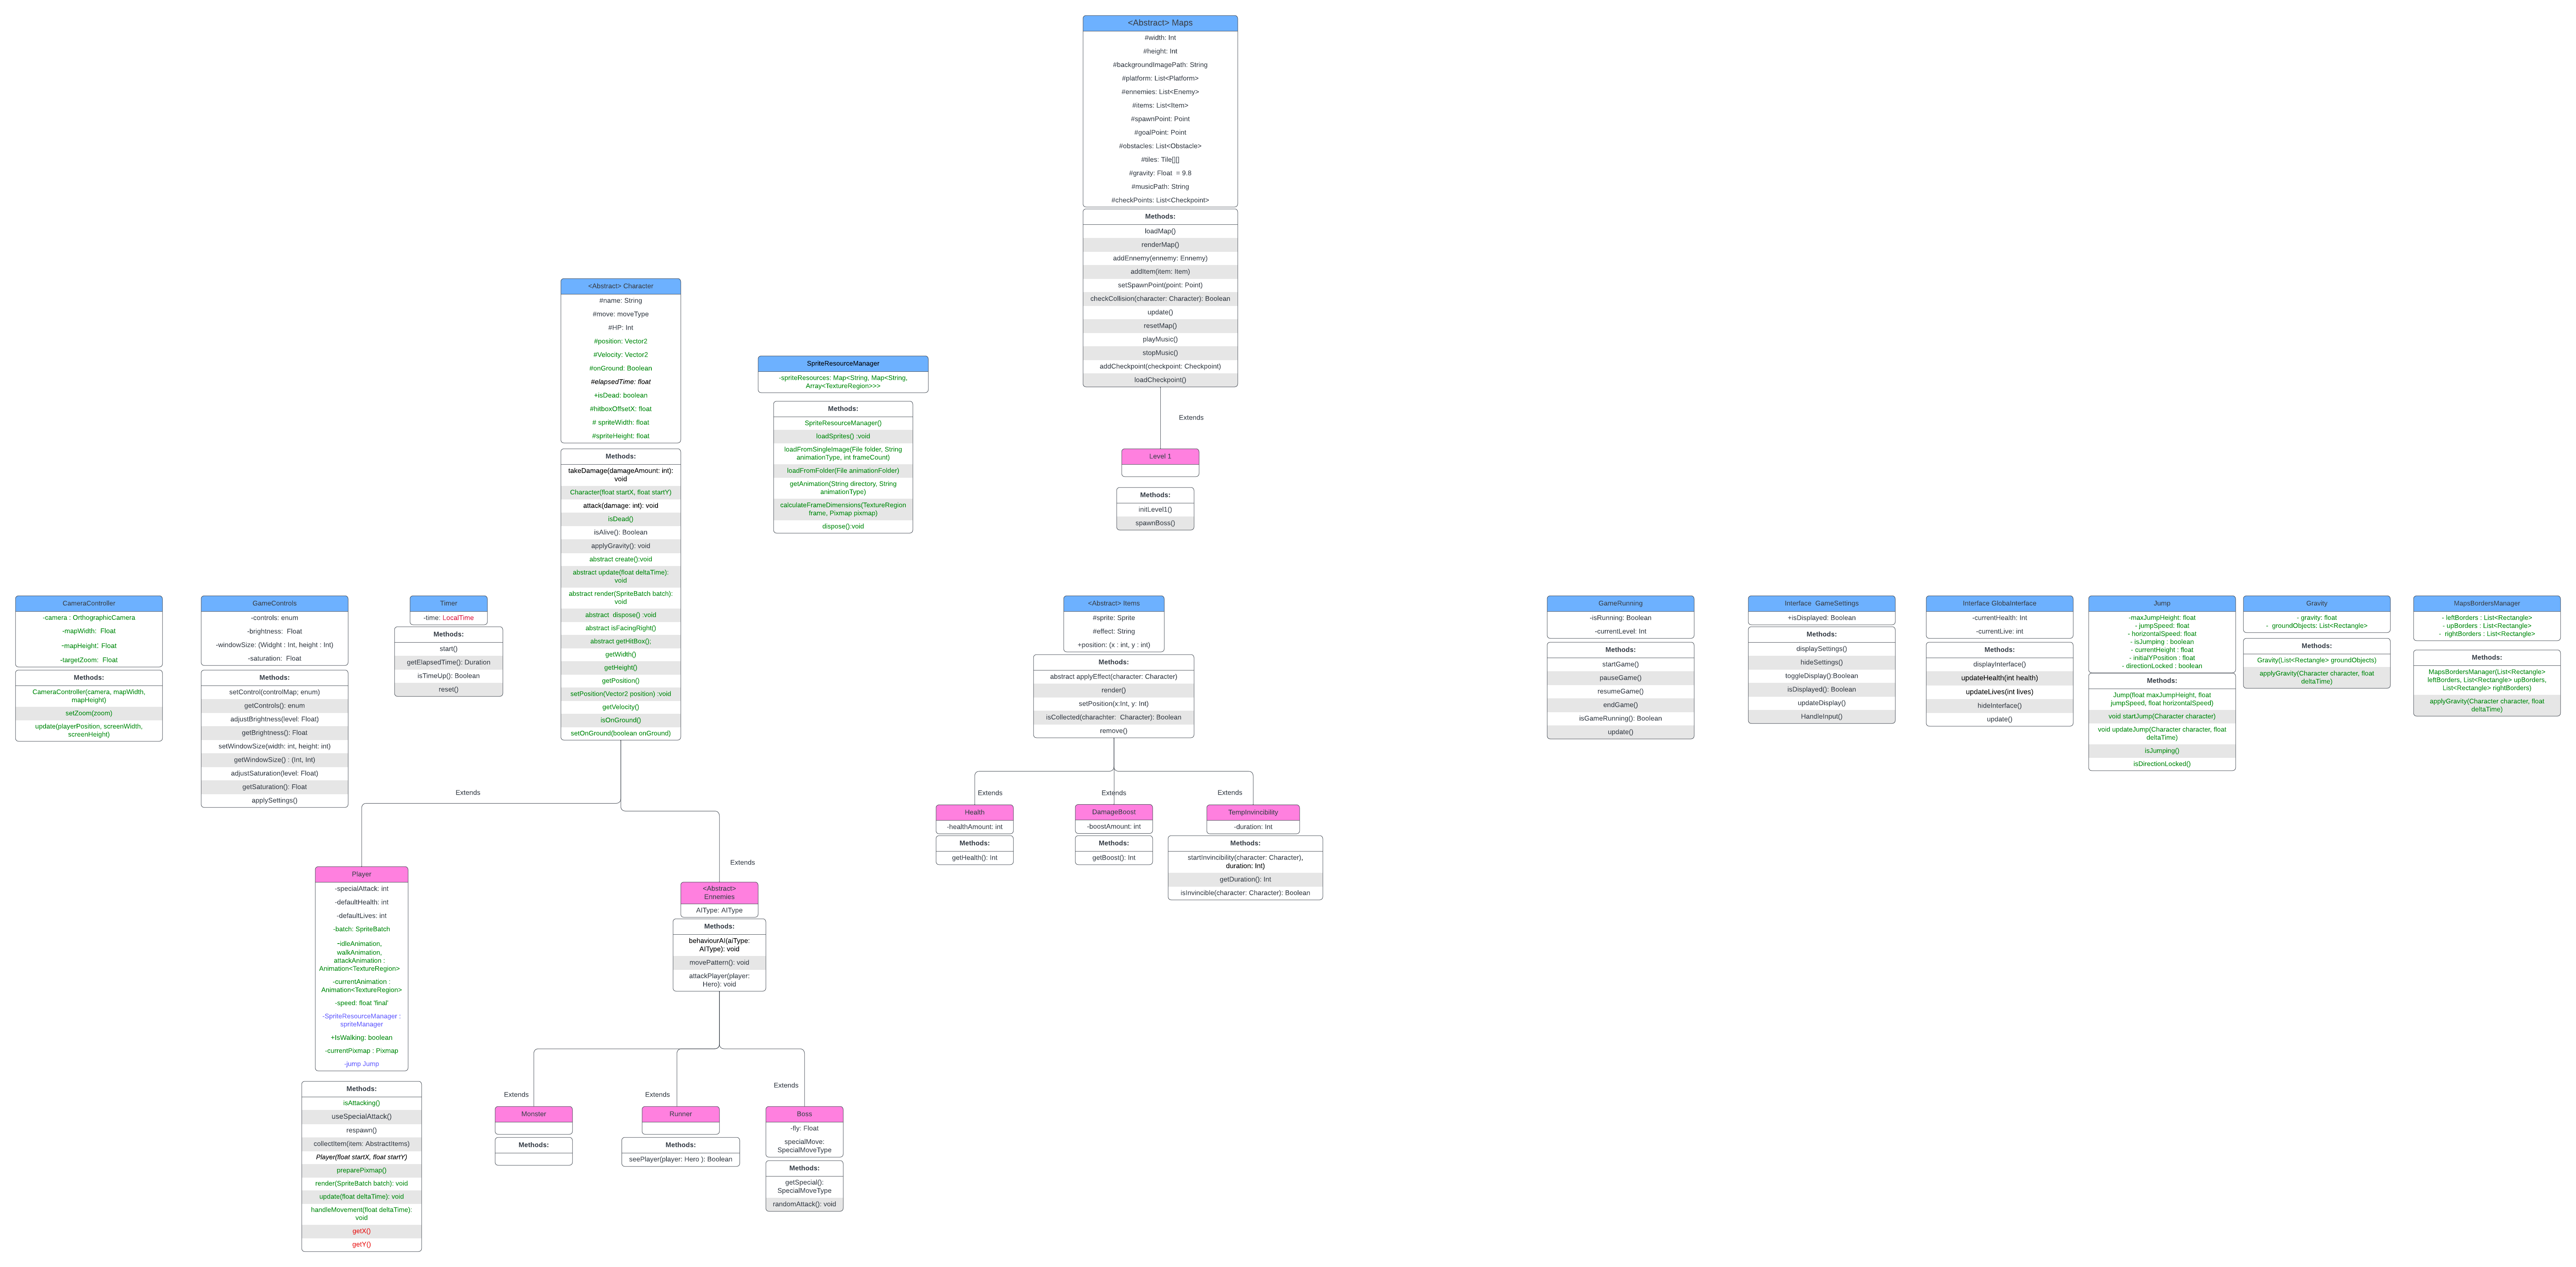 <Abstract> Maps
#width: Int
#height: Int
#backgroundImagePath: String
#platform: List<Platform>
#ennemies: List<Enemy>
#items: List<Item>
#spawnPoint: Point
#goalPoint: Point
#obstacles: List<Obstacle>
#tiles: Tile[][]
#gravity: Float  = 9.8
#musicPath: String
#checkPoints: List<Checkpoint>
Methods:
loadMap()
renderMap()
addEnnemy(ennemy: Ennemy)
addItem(item: Item)
setSpawnPoint(point: Point)
checkCollision(character: Character): Boolean
update()
resetMap()
playMusic()
stopMusic()
addCheckpoint(checkpoint: Checkpoint)
loadCheckpoint()
Extends
Level 1
Methods:
initLevel1()
spawnBoss()
<Abstract> Character
#name: String
#move: moveType
#HP: Int
#position: Vector2
#Velocity: Vector2
#onGround: Boolean
#elapsedTime: float
+isDead: boolean
#hitboxOffsetX: float
# spriteWidth: float
#spriteHeight: float
Methods:
takeDamage(damageAmount: int):
void
Character(float startX, float startY)
attack(damage: int): void
isDead()
isAlive(): Boolean
applyGravity(): void
abstract create():void
abstract update(float deltaTime):
void
abstract render(SpriteBatch batch):
void
abstract  dispose() :void
abstract isFacingRight()
abstract getHitBox();
getWidth()
getHeight()
getPosition()
setPosition(Vector2 position) :void
getVelocity()
isOnGround()
setOnGround(boolean onGround)
SpriteResourceManager
-spriteResources: Map<String, Map<String,
Array<TextureRegion>>>
Methods:
SpriteResourceManager()
loadSprites() :void
loadFromSingleImage(File folder, String
animationType, int frameCount)
loadFromFolder(File animationFolder)
getAnimation(String directory, String
animationType)
calculateFrameDimensions(TextureRegion
frame, Pixmap pixmap)
dispose():void
CameraController
-camera : OrthographicCamera
-mapWidth:  Float
-mapHeight:  Float
-targetZoom:  Float
Methods:
CameraController(camera, mapWidth,
mapHeight)
setZoom(zoom)
update(playerPosition, screenWidth,
screenHeight)
GameControls
-controls: enum
-brightness:  Float
-windowSize: (Widght : Int, height : Int)
-saturation:  Float
Methods:
setControl(controlMap; enum)
getControls(): enum
adjustBrightness(level: Float)
getBrightness(): Float
setWindowSize(width: int, height: int)
getWindowSize() : (Int, Int)
adjustSaturation(level: Float)
getSaturation(): Float
applySettings()
Timer
-time: LocalTime
Methods:
start()
getElapsedTime(): Duration
isTimeUp(): Boolean
reset()
<Abstract> Items
#sprite: Sprite
#effect: String
+position: (x : int, y : int)
Methods:
abstract applyEffect(character: Character)
render()
setPosition(x:Int, y: Int)
isCollected(charachter:  Character): Boolean
remove()
GameRunning
-isRunning: Boolean
-currentLevel: Int
Methods:
startGame()
pauseGame()
resumeGame()
endGame()
isGameRunning(): Boolean
update()
Interface  GameSettings
+isDisplayed: Boolean
Methods:
displaySettings()
hideSettings()
toggleDisplay():Boolean
isDisplayed(): Boolean
updateDisplay()
HandleInput()
Interface GlobaInterface
-currentHealth: Int
-currentLive: int
Methods:
displayInterface()
updateHealth(int health)
updateLives(int lives)
hideInterface()
update()
Jump
-maxJumpHeight: float
- jumpSpeed: float
- horizontalSpeed: float
- isJumping : boolean
- currentHeight : float
- initialYPosition : float
- directionLocked : boolean
Methods:
Jump(float maxJumpHeight, float
jumpSpeed, float horizontalSpeed)
void startJump(Character character)
void updateJump(Character character, float
deltaTime)
isJumping()
isDirectionLocked()
Gravity
- gravity: float
-  groundObjects: List<Rectangle>
Methods:
Gravity(List<Rectangle> groundObjects)
applyGravity(Character character, float
deltaTime)
MapsBordersManager
- leftBorders : List<Rectangle>
- upBorders : List<Rectangle>
-  rightBorders : List<Rectangle>
Methods:
MapsBordersManager(List<Rectangle>
leftBorders, List<Rectangle> upBorders,
List<Rectangle> rightBorders)
applyGravity(Character character, float
deltaTime)
Extends
Extends
Extends
Extends
Extends
Health
-healthAmount: int
Methods:
getHealth(): Int
DamageBoost
-boostAmount: int
Methods:
getBoost(): Int
TempInvincibility
-duration: Int
Methods:
startInvincibility(character: Character),
duration: Int)
getDuration(): Int
isInvincible(character: Character): Boolean
Player
-specialAttack: int
-defaultHealth: int
-defaultLives: int
-batch: SpriteBatch
-idleAnimation,
walkAnimation,
attackAnimation :
Animation<TextureRegion>
-currentAnimation :
Animation<TextureRegion>
-speed: float 'final'
-SpriteResourceManager :
spriteManager
+IsWalking: boolean
-currentPixmap : Pixmap
-jump Jump
Methods:
isAttacking()
useSpecialAttack()
respawn()
collectItem(item: AbstractItems)
Player(float startX, float startY)
preparePixmap()
render(SpriteBatch batch): void
update(float deltaTime): void
handleMovement(float deltaTime):
void
getX()
getY()
<Abstract>
Ennemies
AIType: AIType
Methods:
behaviourAI(aiType:
AIType): void
movePattern(): void
attackPlayer(player:
Hero): void
Extends
Extends
Extends
Monster
Methods:
Runner
Methods:
seePlayer(player: Hero ): Boolean
Boss
-fly: Float
specialMove:
SpecialMoveType
Methods:
getSpecial():
SpecialMoveType
randomAttack(): void